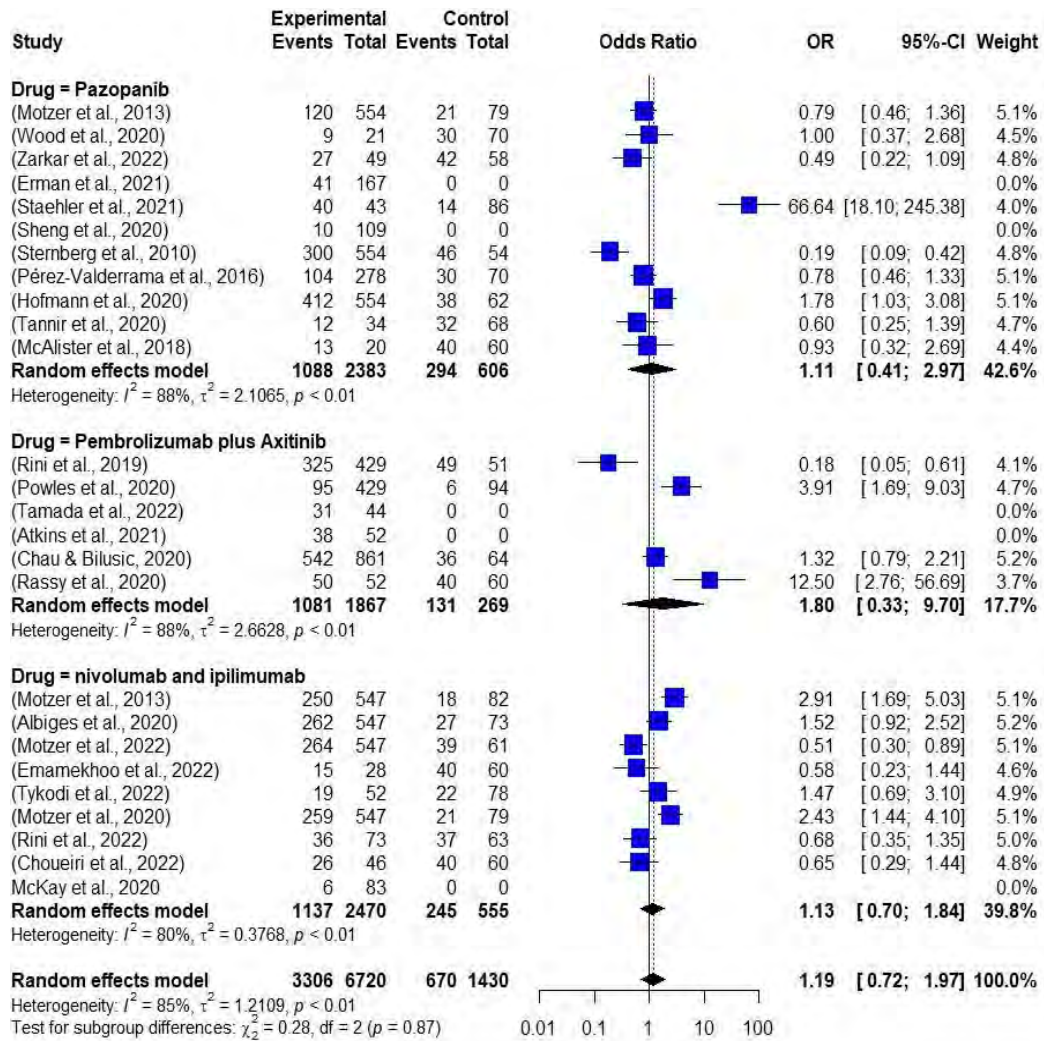 Experimental Control
Study Events Total Events Total Odds Ratio OR 95%-CI Weight
Drug = Pazopanib
(Motzer et al., 2013) 120 554 21 79 0.79 [0.46; 1.36] 5.1%
(Wood et al., 2020) 9 21 30 70 1.00 [0.37; 2.68] 4.5%
(Zarkar et al., 2022) 27 49 42 58 0.49 [0.22; 1.09] 4.8%
(Erman et al., 2021) 41 167 0 0 0.0%
(Staehler et al., 2021) 40 43 14 86 66.64 [18.10; 245.38] 4.0%
(Sheng et al., 2020) 10 109 0 0 0.0%
(Sternberg et al., 2010) 300 554 46 54 0.19 [0.09; 0.42] 4.8%
(Pérez-Valderrama et al., 2016) 104 278 30 70 0.78 [0.46; 1.33] 5.1%
(Hofmann et al., 2020) 412 554 38 62 1.78 [1.03; 3.08] 5.1%
(Tannir et al., 2020) 12 34 32 68 0.60 [0.25; 1.39] 4.7%
(McAlister et al., 2018) 13 20 40 60 0.93 [0.32; 2.69] 4.4%
Random effects model 1088 2383 294 606 1.11 [0.41; 2.97] 42.6%
Heterogeneity: I² = 88%, τ² = 2.1065, p < 0.01
Drug = Pembrolizumab plus Axitinib
(Rini et al., 2019) 325 429 49 51 0.18 [0.05; 0.61] 4.1%
(Powles et al., 2020) 95 429 6 94 3.91 [1.69; 9.03] 4.7%
(Tamada et al., 2022) 31 44 0 0 0.0%
(Atkins et al., 2021) 38 52 0 0 0.0%
(Chau & Bilusic, 2020) 542 861 36 64 1.32 [0.79; 2.21] 5.2%
(Rassy et al., 2020) 50 52 40 60 12.50 [2.76; 56.69] 3.7%
Random effects model 1081 1867 131 269 1.80 [0.33; 9.70] 17.7%
Heterogeneity: I² = 88%, τ² = 2.6628, p < 0.01
Drug = nivolumab and ipilimumab
(Motzer et al., 2013) 250 547 18 82 2.91 [1.69; 5.03] 5.1%
(Albiges et al., 2020) 262 547 27 73 1.52 [0.92; 2.52] 5.2%
(Motzer et al., 2022) 264 547 39 61 0.51 [0.30; 0.89] 5.1%
(Emamekhoo et al., 2022) 15 28 40 60 0.58 [0.23; 1.44] 4.6%
(Tykodi et al., 2022) 19 52 22 78 1.47 [0.69; 3.10] 4.9%
(Motzer et al., 2020) 259 547 21 79 2.43 [1.44; 4.10] 5.1%
(Rini et al., 2022) 36 73 37 63 0.68 [0.35; 1.35] 5.0%
(Choueiri et al., 2022) 26 46 40 60 0.65 [0.29; 1.44] 4.8%
McKay et al., 2020 6 83 0 0 0.0%
Random effects model 1137 2470 245 555 1.13 [0.70; 1.84] 39.8%
Heterogeneity: I² = 80%, τ² = 0.3768, p < 0.01
Random effects model 3306 6720 670 1430 1.19 [0.72; 1.97] 100.0%
Heterogeneity: I² = 85%, τ² = 1.2109, p < 0.01
Test for subgroup differences: χ²₂ = 0.28, df = 2 (p = 0.87)
0.01 0.1 1 10 100